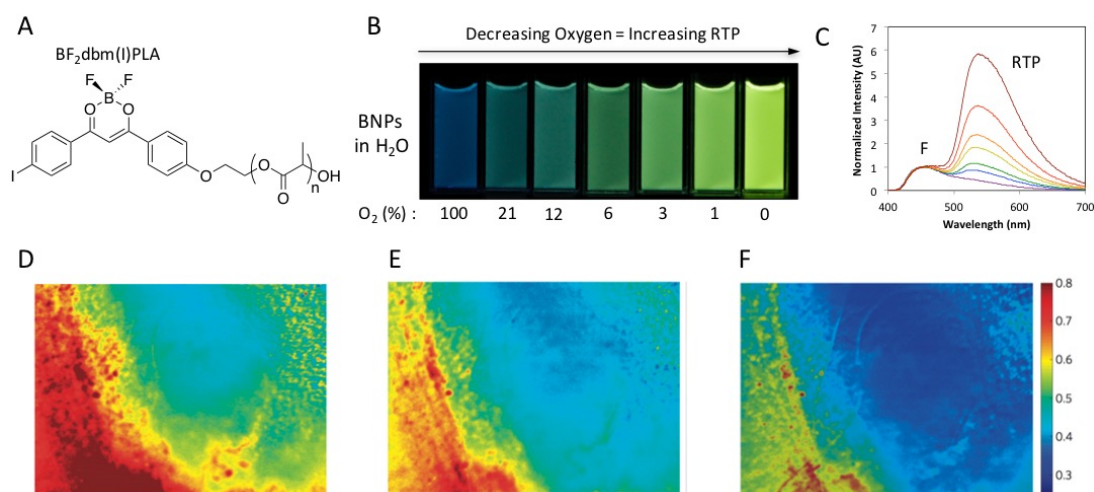 A
BF₂dbm(I)PLA
F F
B
O O
I
O
O
O
n
OH
B
Decreasing Oxygen = Increasing RTP
BNPs
in H₂O
O₂ (%) : 100 21 12 6 3 1 0
C
Normalized Intensity (AU)
7
6
5
4
3
2
1
0
RTP
F
400 500 600 700
Wavelength (nm)
D
E
F
0.8
0.7
0.6
0.5
0.4
0.3